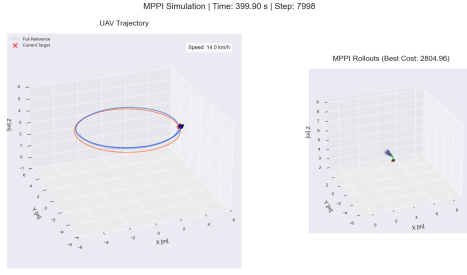 MPPI Simulation | Time: 399.90 s | Step: 7998
UAV Trajectory
Full Reference
Current Target
Speed: 14.0 km/h
Z [m]
Y [m]
X [m]
MPPI Rollouts (Best Cost: 2804.96)
Z [m]
Y [m]
X [m]